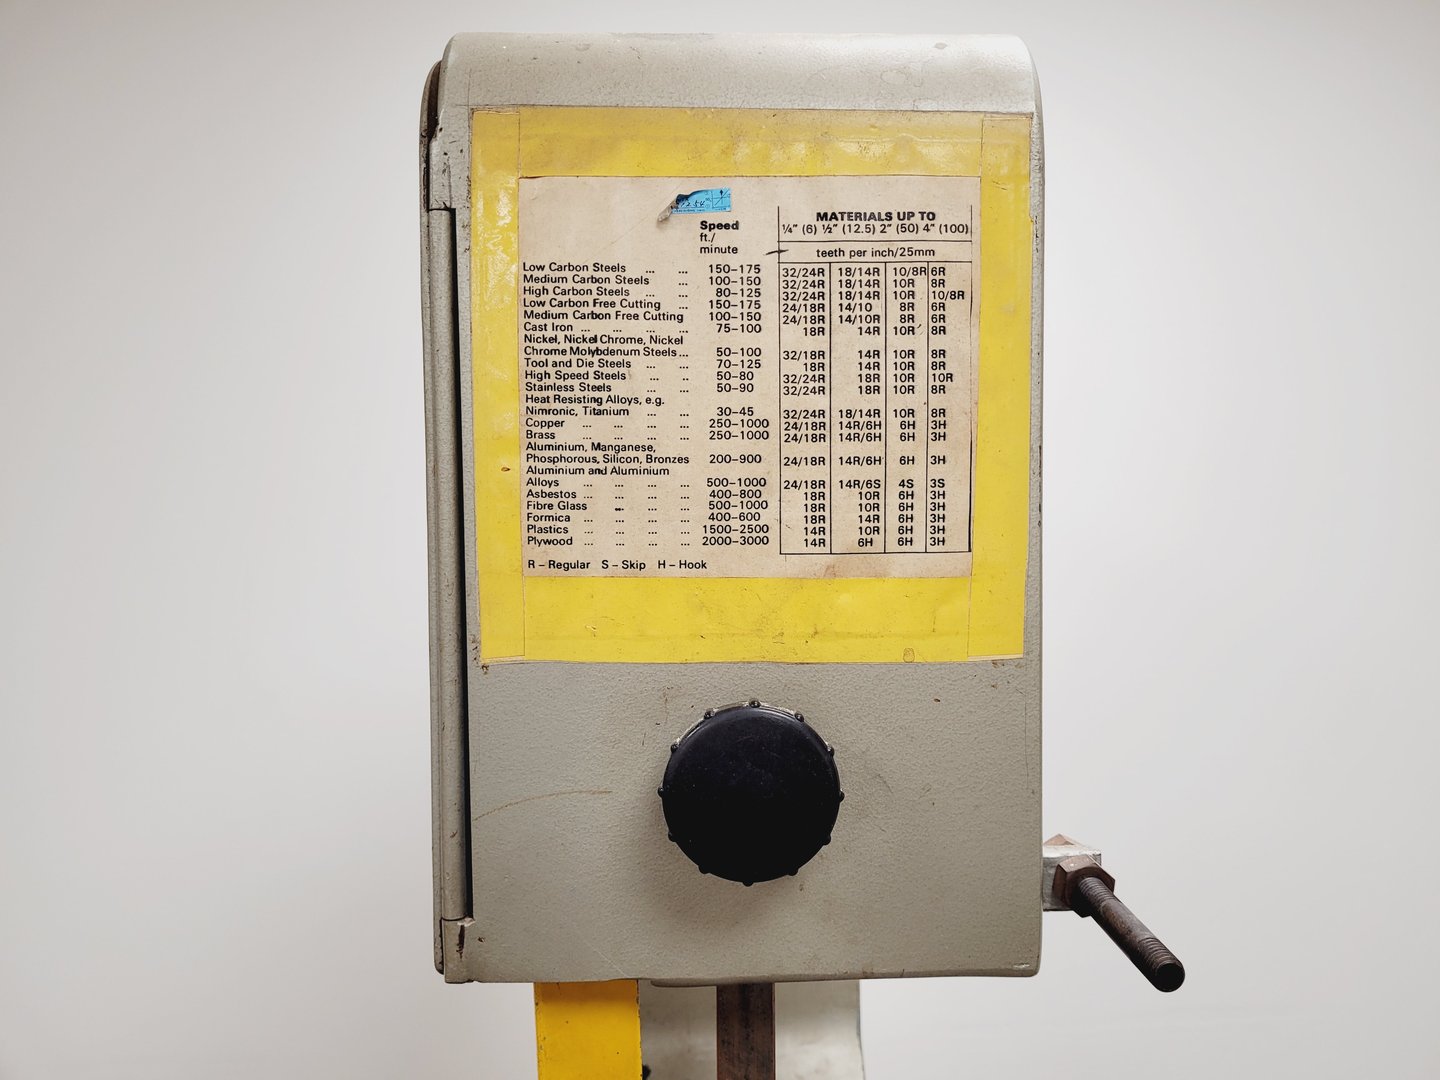 12.54
Speed
ft./
minute
MATERIALS UP TO
¼" (6) ½" (12.5) 2" (50) 4" (100)
teeth per inch/25mm
Low Carbon Steels ... ... 150–175 32/24R 18/14R 10/8R 6R
Medium Carbon Steels ... 100–150 32/24R 18/14R 10R 8R
High Carbon Steels ... ... 80–125 32/24R 18/14R 10R 10/8R
Low Carbon Free Cutting ... 150–175 24/18R 14/10 8R 6R
Medium Carbon Free Cutting 100–150 24/18R 14/10R 8R 6R
Cast Iron ... ... ... ... 75–100 18R 14R 10R 8R
Nickel, Nickel Chrome, Nickel
Chrome Molybdenum Steels ... 50–100 32/18R 14R 10R 8R
Tool and Die Steels ... ... 70–125 18R 14R 10R 8R
High Speed Steels ... .. 50–80 32/24R 18R 10R 10R
Stainless Steels ... ... 50–90 32/24R 18R 10R 8R
Heat Resisting Alloys, e.g.
Nimronic, Titanium ... ... 30–45 32/24R 18/14R 10R 8R
Copper ... ... ... ... 250–1000 24/18R 14R/6H 6H 3H
Brass ... ... ... ... 250–1000 24/18R 14R/6H 6H 3H
Aluminium, Manganese,
Phosphorous, Silicon, Bronzes 200–900 24/18R 14R/6H 6H 3H
Aluminium and Aluminium
Alloys ... ... ... ... 500–1000 24/18R 14R/6S 4S 3S
Asbestos ... ... ... ... 400–800 18R 10R 6H 3H
Fibre Glass ... ... ... 500–1000 18R 10R 6H 3H
Formica ... ... ... ... 400–600 18R 14R 6H 3H
Plastics ... ... ... ... 1500–2500 14R 10R 6H 3H
Plywood ... ... ... ... 2000–3000 14R 6H 6H 3H
R – Regular S – Skip H – Hook